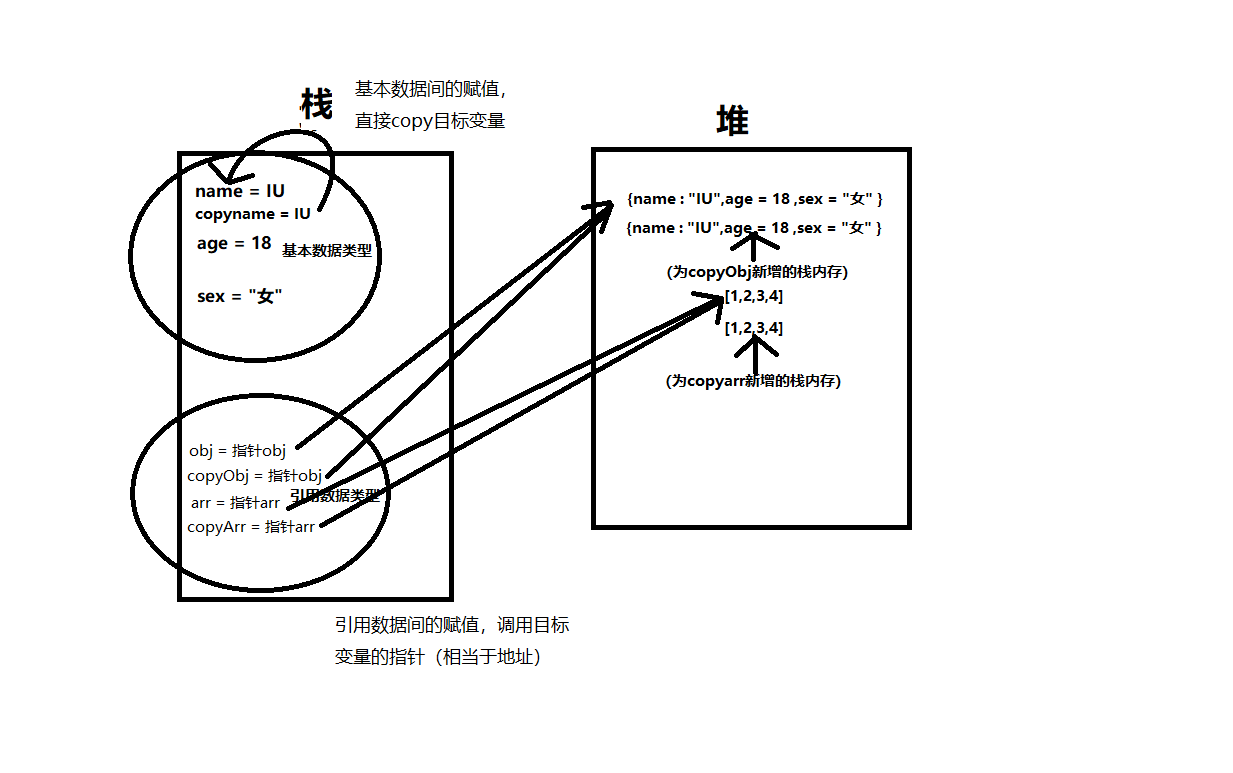 栈
基本数据间的赋值，
直接copy目标变量
name = IU
copyname = IU
age = 18
基本数据类型
sex = "女"
obj = 指针obj
copyObj = 指针obj
引用数据类型
arr = 指针arr
copyArr = 指针arr
引用数据间的赋值，调用目标
变量的指针（相当于地址）
堆
{name : "IU",age = 18 ,sex = "女" }
{name : "IU",age = 18 ,sex = "女" }
(为copyObj新增的栈内存)
[1,2,3,4]
[1,2,3,4]
(为copyarr新增的栈内存)